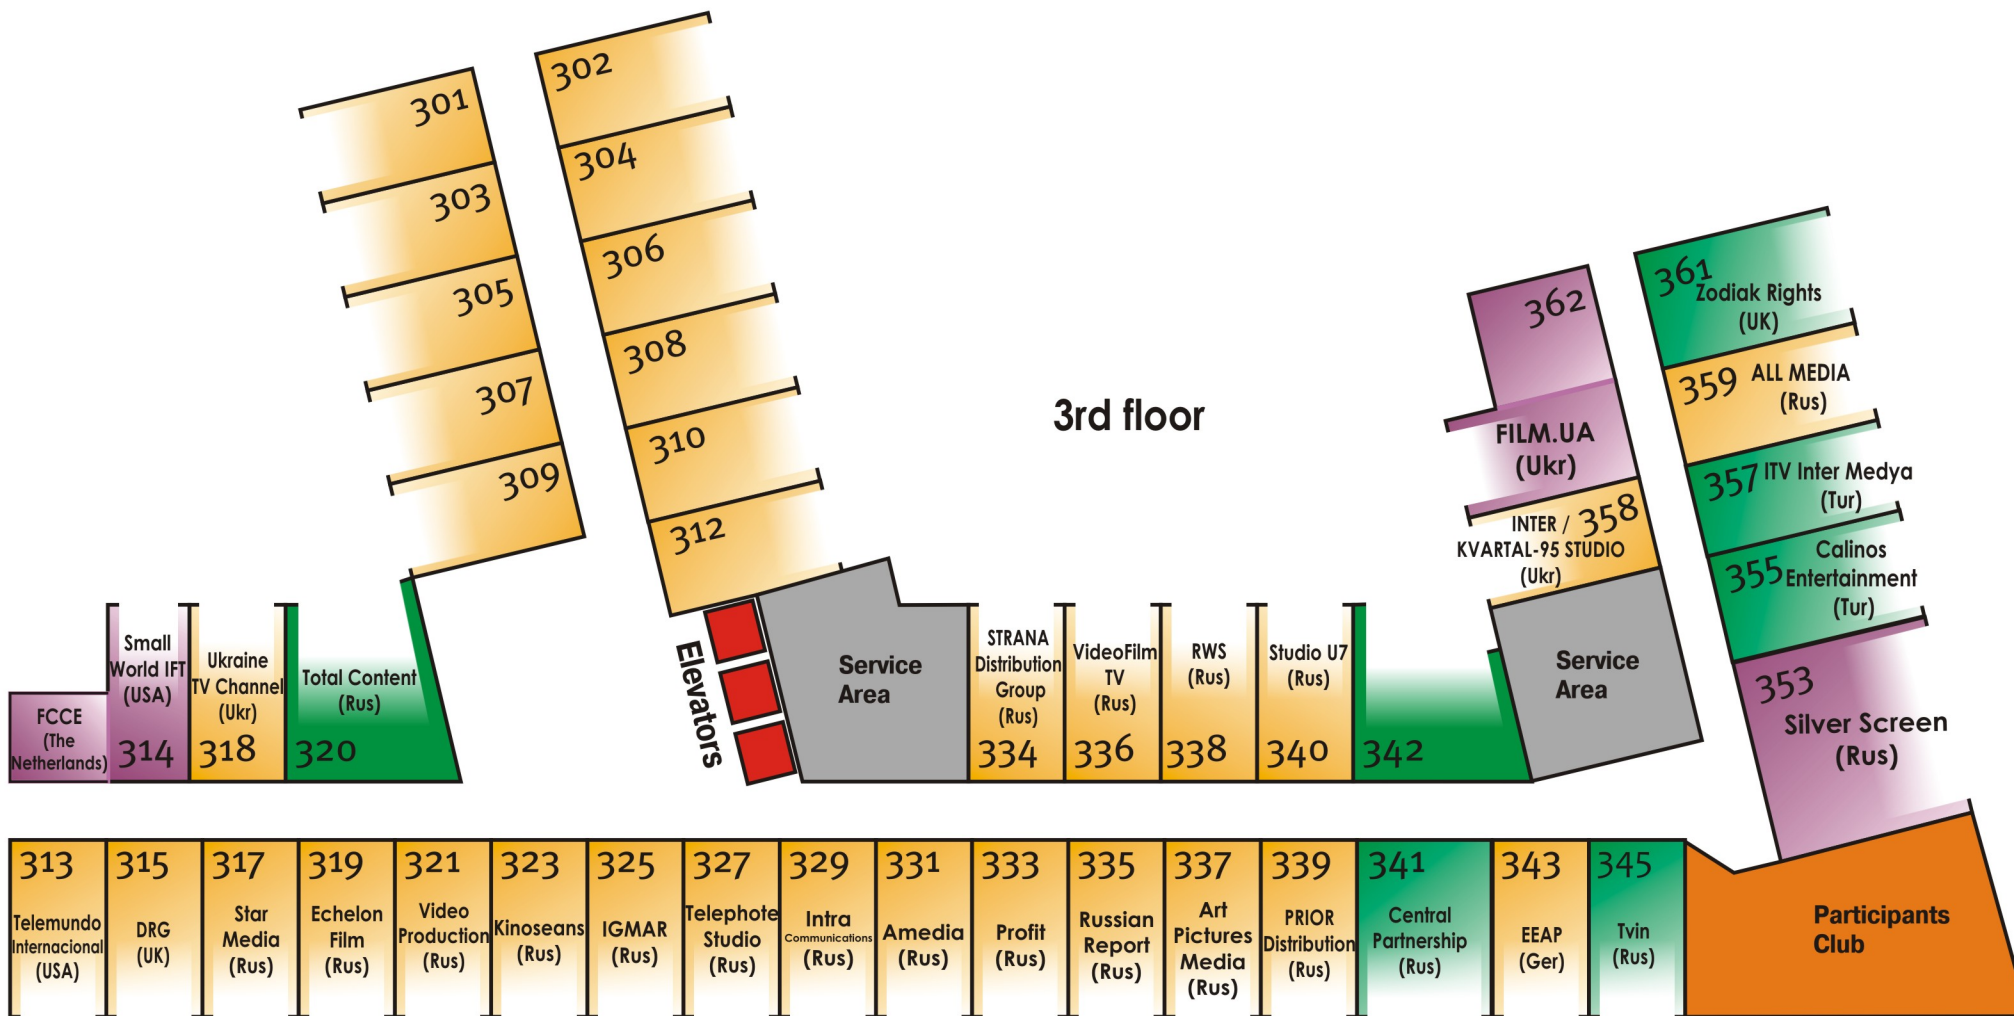 301
303
305
307
309
302
304
306
308
310
312
3rd floor
362
FILM.UA
(Ukr)
INTER / 358
KVARTAL-95 STUDIO
(Ukr)
361
Zodiak Rights
(UK)
359
ALL MEDIA
(Rus)
357
ITV Inter Medya
(Tur)
355
Calinos
Entertainment
(Tur)
353
Silver Screen
(Rus)
FCCE
(The
Netherlands)
Small
World IFT
(USA)
314
Ukraine
TV Channel
(Ukr)
318
Total Content
(Rus)
320
Elevators
Service
Area
STRANA
Distribution
Group
(Rus)
334
VideoFilm
TV
(Rus)
336
RWS
(Rus)
338
Studio U7
(Rus)
340
342
Service
Area
313
Telemundo
Internacional
(USA)
315
DRG
(UK)
317
Star
Media
(Rus)
319
Echelon
Film
(Rus)
321
Video
Production
(Rus)
323
Kinoseans
(Rus)
325
IGMAR
(Rus)
327
Telephote
Studio
(Rus)
329
Intra
Communications
(Rus)
331
Amedia
(Rus)
333
Profit
(Rus)
335
Russian
Report
(Rus)
337
Art
Pictures
Media
(Rus)
339
PRIOR
Distribution
(Rus)
341
Central
Partnership
(Rus)
343
EEAP
(Ger)
345
Tvin
(Rus)
Participants
Club